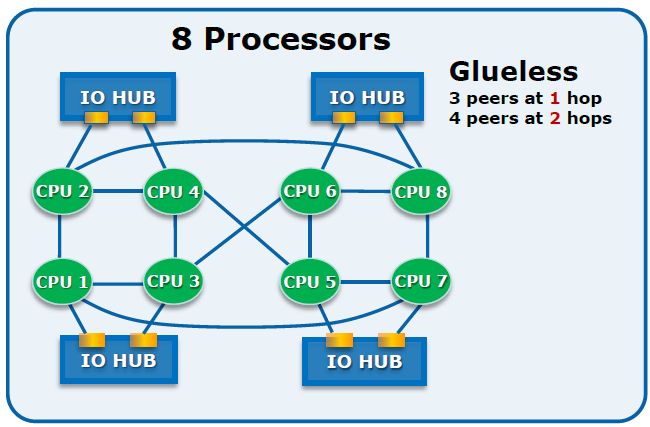 8 Processors
Glueless
3 peers at 1 hop
4 peers at 2 hops
IO HUB
IO HUB
CPU 2
CPU 4
CPU 6
CPU 8
CPU 1
CPU 3
CPU 5
CPU 7
IO HUB
IO HUB